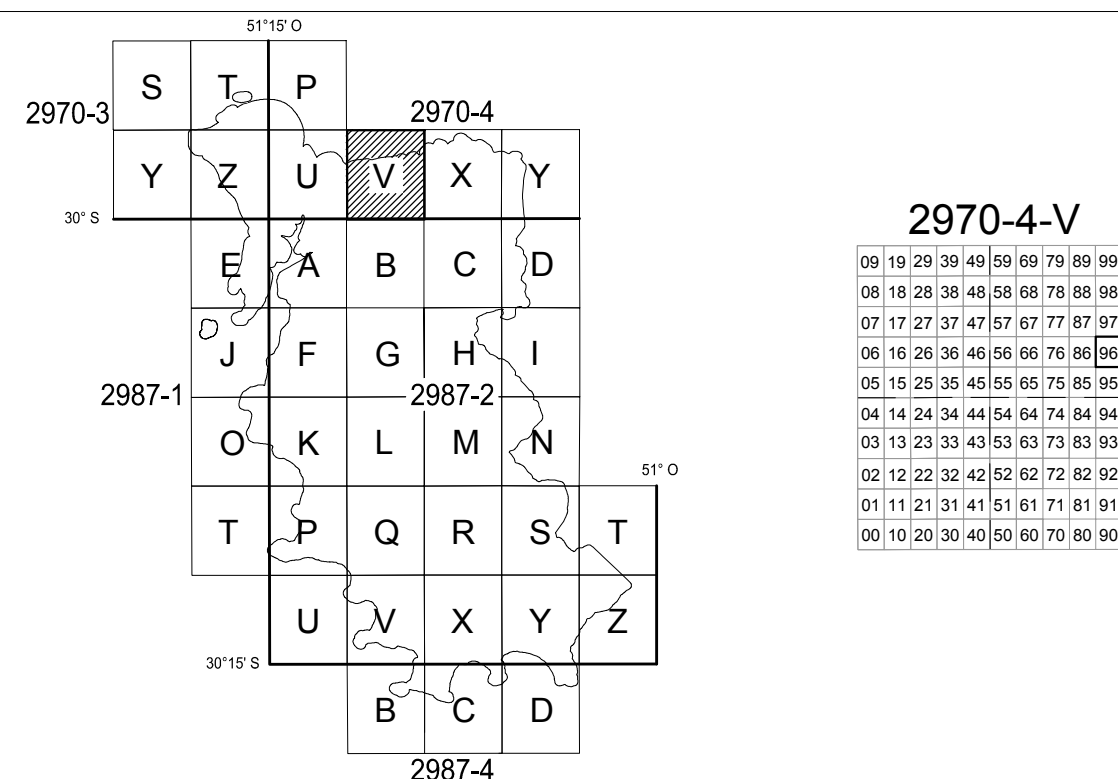 51°15' O
S T P
2970-3 2970-4
Y Z U V X Y
30° S
E A B C D
J F G H I
2987-1 2987-2
O K L M N
51° O
T P Q R S T
U V X Y Z
30°15' S
B C D
2987-4
2970-4-V
09 19 29 39 49 59 69 79 89 99
08 18 28 38 48 58 68 78 88 98
07 17 27 37 47 57 67 77 87 97
06 16 26 36 46 56 66 76 86 96
05 15 25 35 45 55 65 75 85 95
04 14 24 34 44 54 64 74 84 94
03 13 23 33 43 53 63 73 83 93
02 12 22 32 42 52 62 72 82 92
01 11 21 31 41 51 61 71 81 91
00 10 20 30 40 50 60 70 80 90